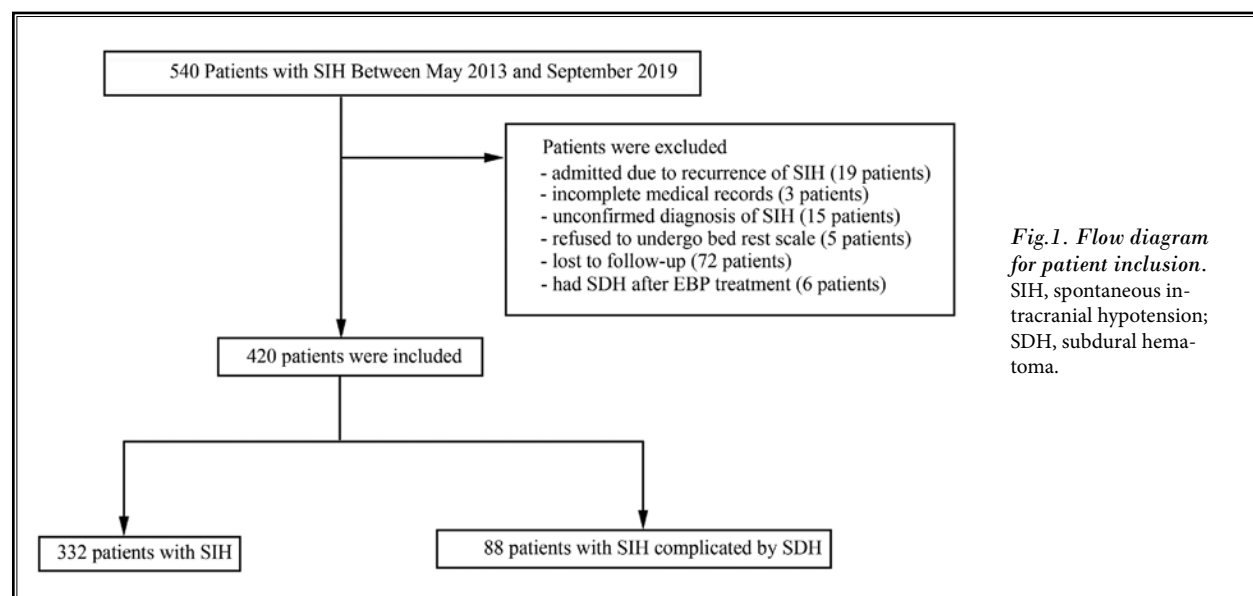 540 Patients with SIH Between May 2013 and September 2019
Patients were excluded
- admitted due to recurrence of SIH (19 patients)
- incomplete medical records (3 patients)
- unconfirmed diagnosis of SIH (15 patients)
- refused to undergo bed rest scale (5 patients)
- lost to follow-up (72 patients)
- had SDH after EBP treatment (6 patients)
420 patients were included
332 patients with SIH
88 patients with SIH complicated by SDH
Fig.1. Flow diagram
for patient inclusion.
SIH, spontaneous in-
tracranial hypotension;
SDH, subdural hema-
toma.